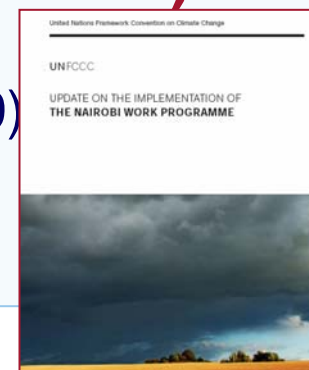 United Nations Framework Convention on Climate Change
UNFCCC
UPDATE ON THE IMPLEMENTATION OF
THE NAIROBI WORK PROGRAMME
)